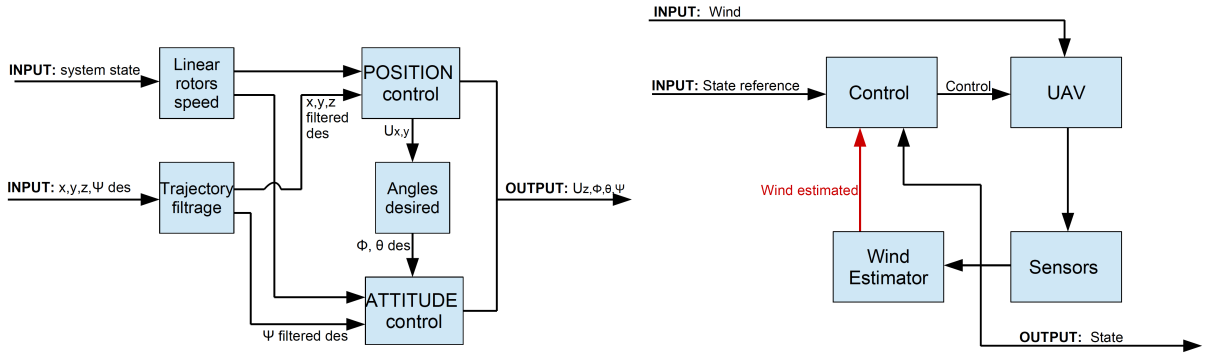 INPUT: system state
Linear
rotors
speed
POSITION
control
x,y,z
filtered
des
Ux,y
INPUT: x,y,z,Ψ des
Trajectory
filtrage
Angles
desired
OUTPUT: Uz,Φ,θ,Ψ
Φ, θ des
ATTITUDE
control
Ψ filtered des
INPUT: Wind
INPUT: State reference
Control
Control
UAV
Wind estimated
Wind
Estimator
Sensors
OUTPUT: State